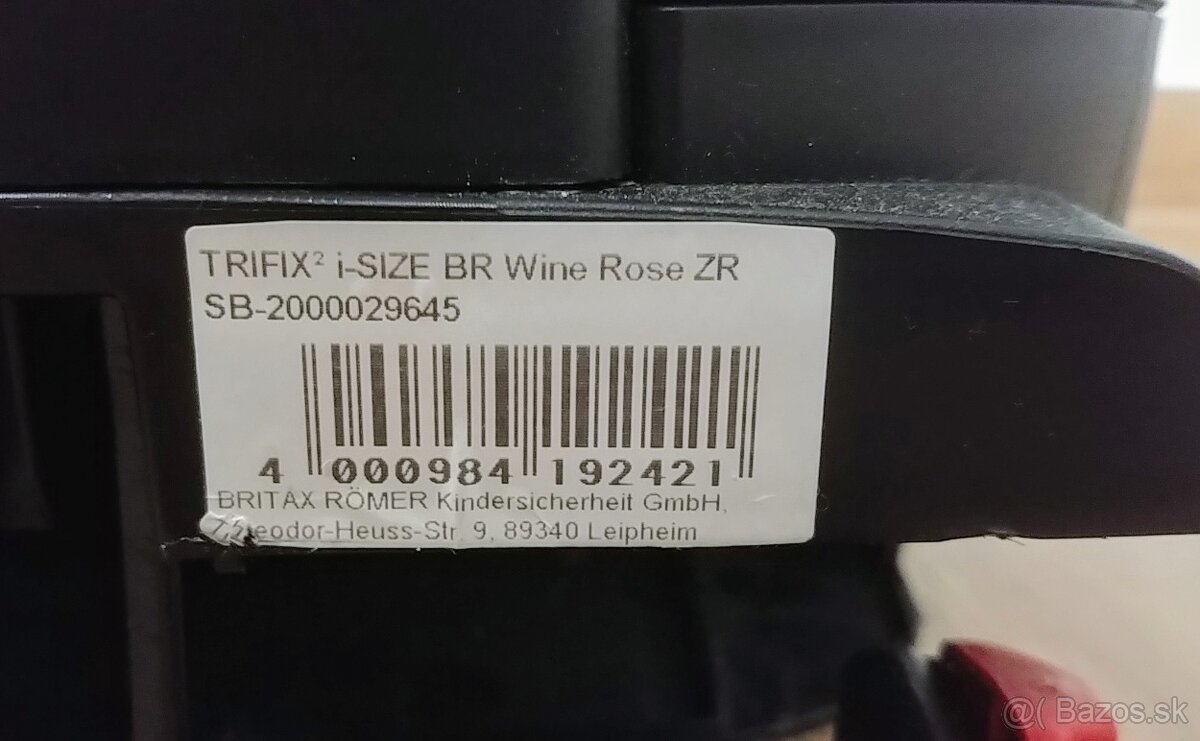 TRIFIX² i-SIZE BR Wine Rose ZR
SB-2000029645
4 000984 192421
BRITAX RÖMER Kindersicherheit GmbH,
9, 89340 Leipheim
@( Bazos.sk